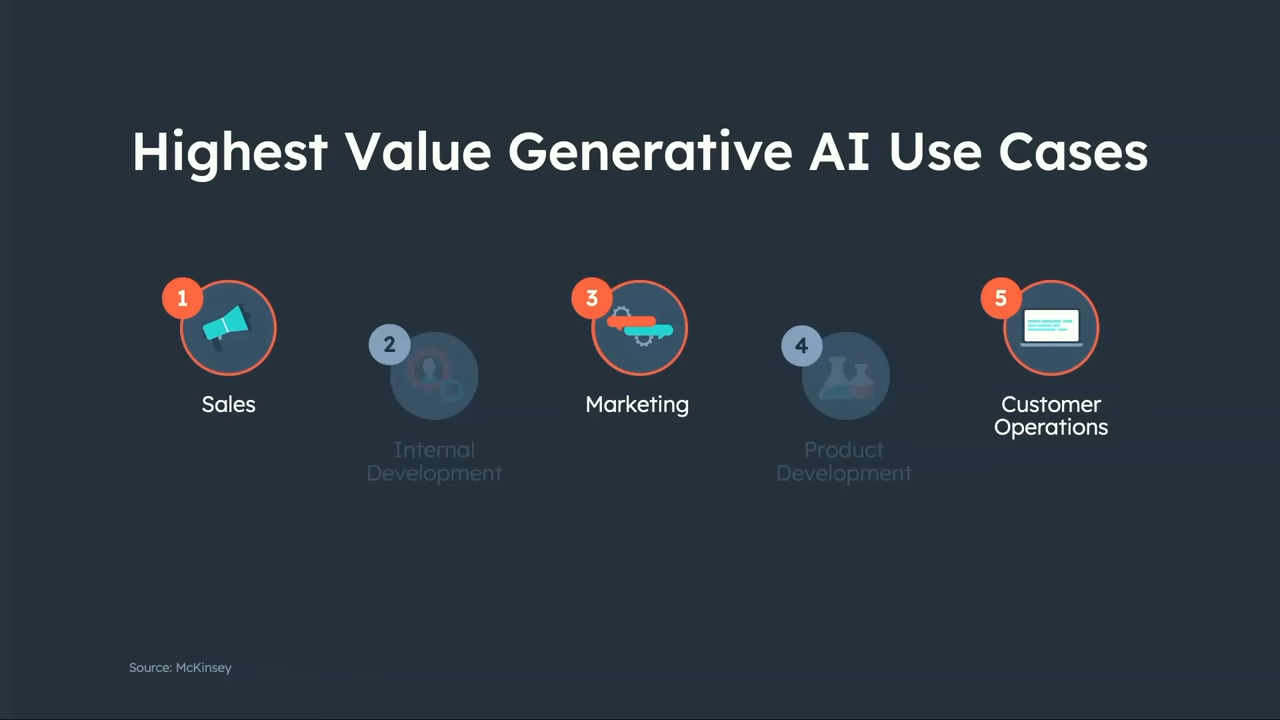 Highest Value Generative AI Use Cases
1
Sales
2
Internal
Development
3
Marketing
4
Product
Development
5
Customer
Operations
Source: McKinsey